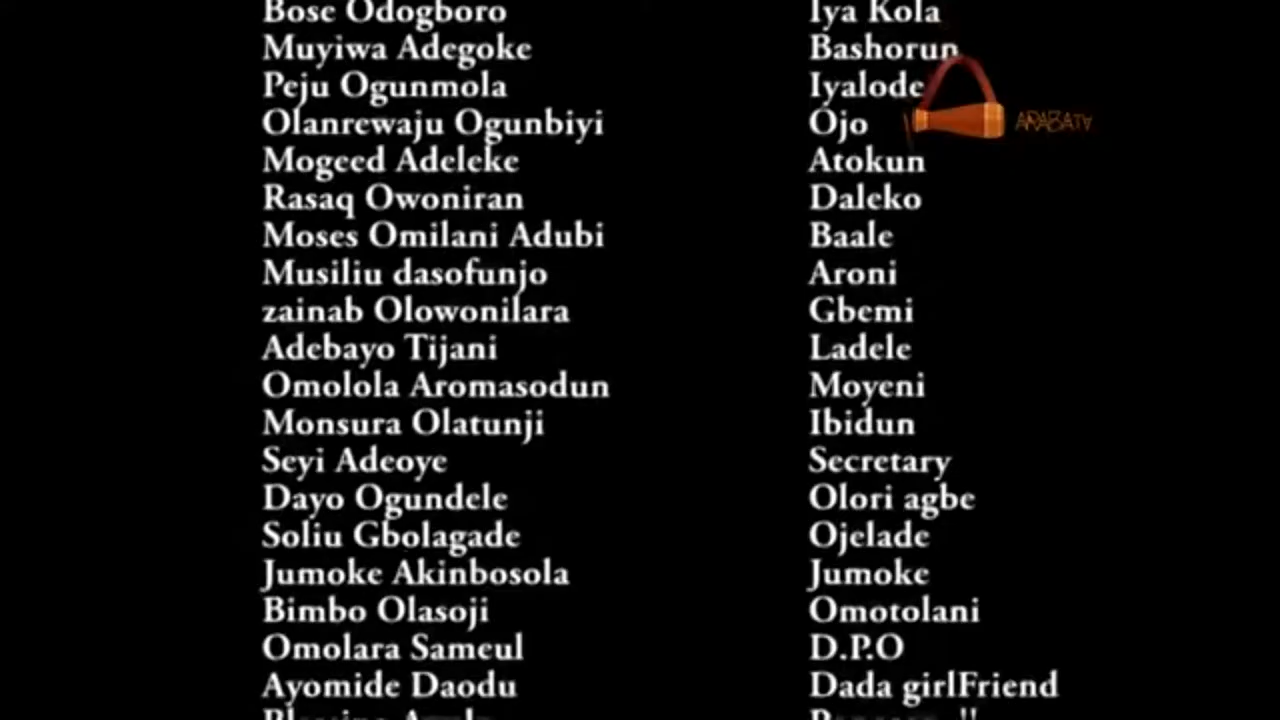 Bose Odogboro Iya Kola
Muyiwa Adegoke Bashorun
Peju Ogunmola Iyalode
Olanrewaju Ogunbiyi Ojo
ARABATV
Mogeed Adeleke Atokun
Rasaq Owoniran Daleko
Moses Omilani Adubi Baale
Musiliu dasofunjo Aroni
zainab Olowonilara Gbemi
Adebayo Tijani Ladele
Omolola Aromasodun Moyeni
Monsura Olatunji Ibidun
Seyi Adeoye Secretary
Dayo Ogundele Olori agbe
Soliu Gbolagade Ojelade
Jumoke Akinbosola Jumoke
Bimbo Olasoji Omotolani
Omolara Sameul D.P.O
Ayomide Daodu Dada girlFriend